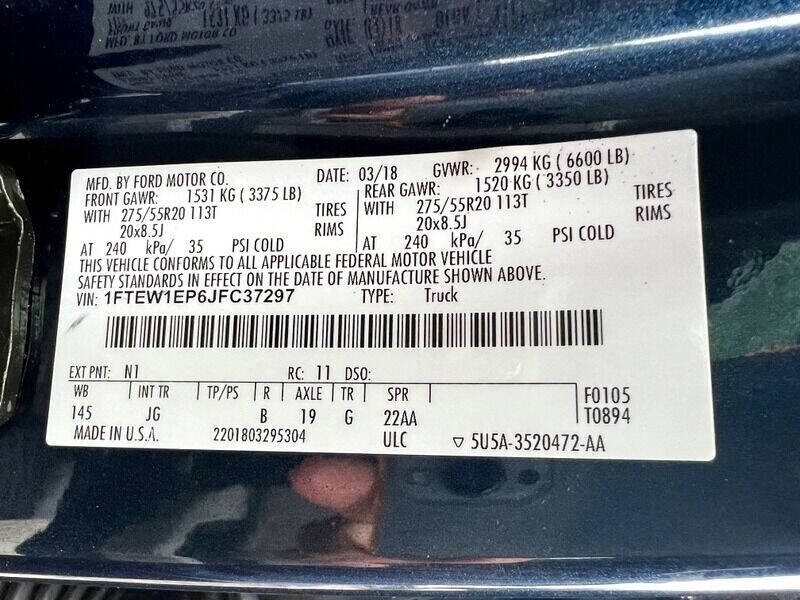 MFD. BY FORD MOTOR CO. DATE: 03/18 GVWR: 2994 KG ( 6600 LB)
FRONT GAWR: 1531 KG ( 3375 LB) REAR GAWR: 1520 KG ( 3350 LB)
WITH 275/55R20 113T TIRES WITH 275/55R20 113T TIRES
20x8.5J RIMS 20x8.5J RIMS
AT 240 kPa/ 35 PSI COLD AT 240 kPa/ 35 PSI COLD
THIS VEHICLE CONFORMS TO ALL APPLICABLE FEDERAL MOTOR VEHICLE
SAFETY STANDARDS IN EFFECT ON THE DATE OF MANUFACTURE SHOWN ABOVE.
VIN: 1FTEW1EP6JFC37297 TYPE: Truck
EXT PNT: N1 RC: 11 DSO:
WB INT TR TP/PS R AXLE TR SPR F0105
145 JG B 19 G 22AA T0894
MADE IN U.S.A. 2201803295304 ULC ▽ 5U5A-3520472-AA